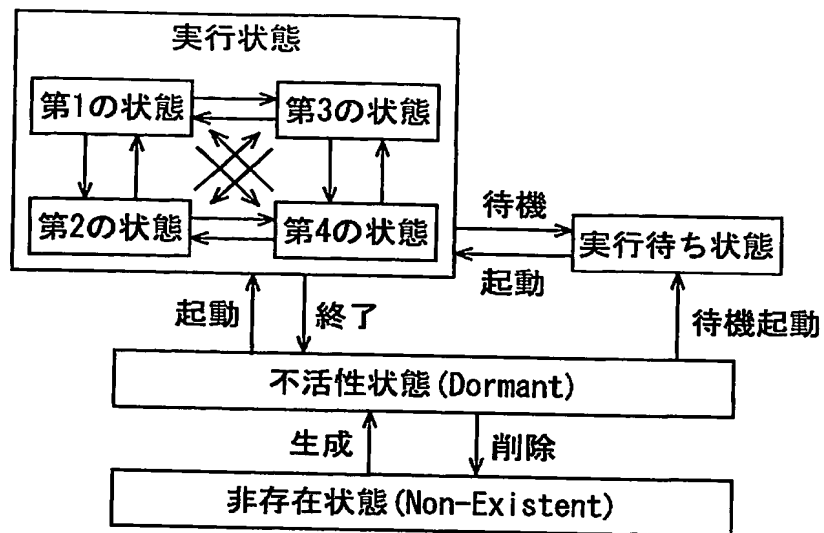 実行状態
第1の状態
第3の状態
第2の状態
第4の状態
待機
実行待ち状態
起動
起動
終了
待機起動
不活性状態(Dormant)
生成
削除
非存在状態(Non-Existent)